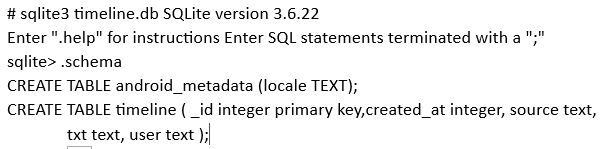 # sqlite3 timeline.db SQLite version 3.6.22
Enter ".help" for instructions Enter SQL statements terminated with a ";"
sqlite> .schema
CREATE TABLE android_metadata (locale TEXT);
CREATE TABLE timeline ( _id integer primary key,created_at integer, source text,
txt text, user text );